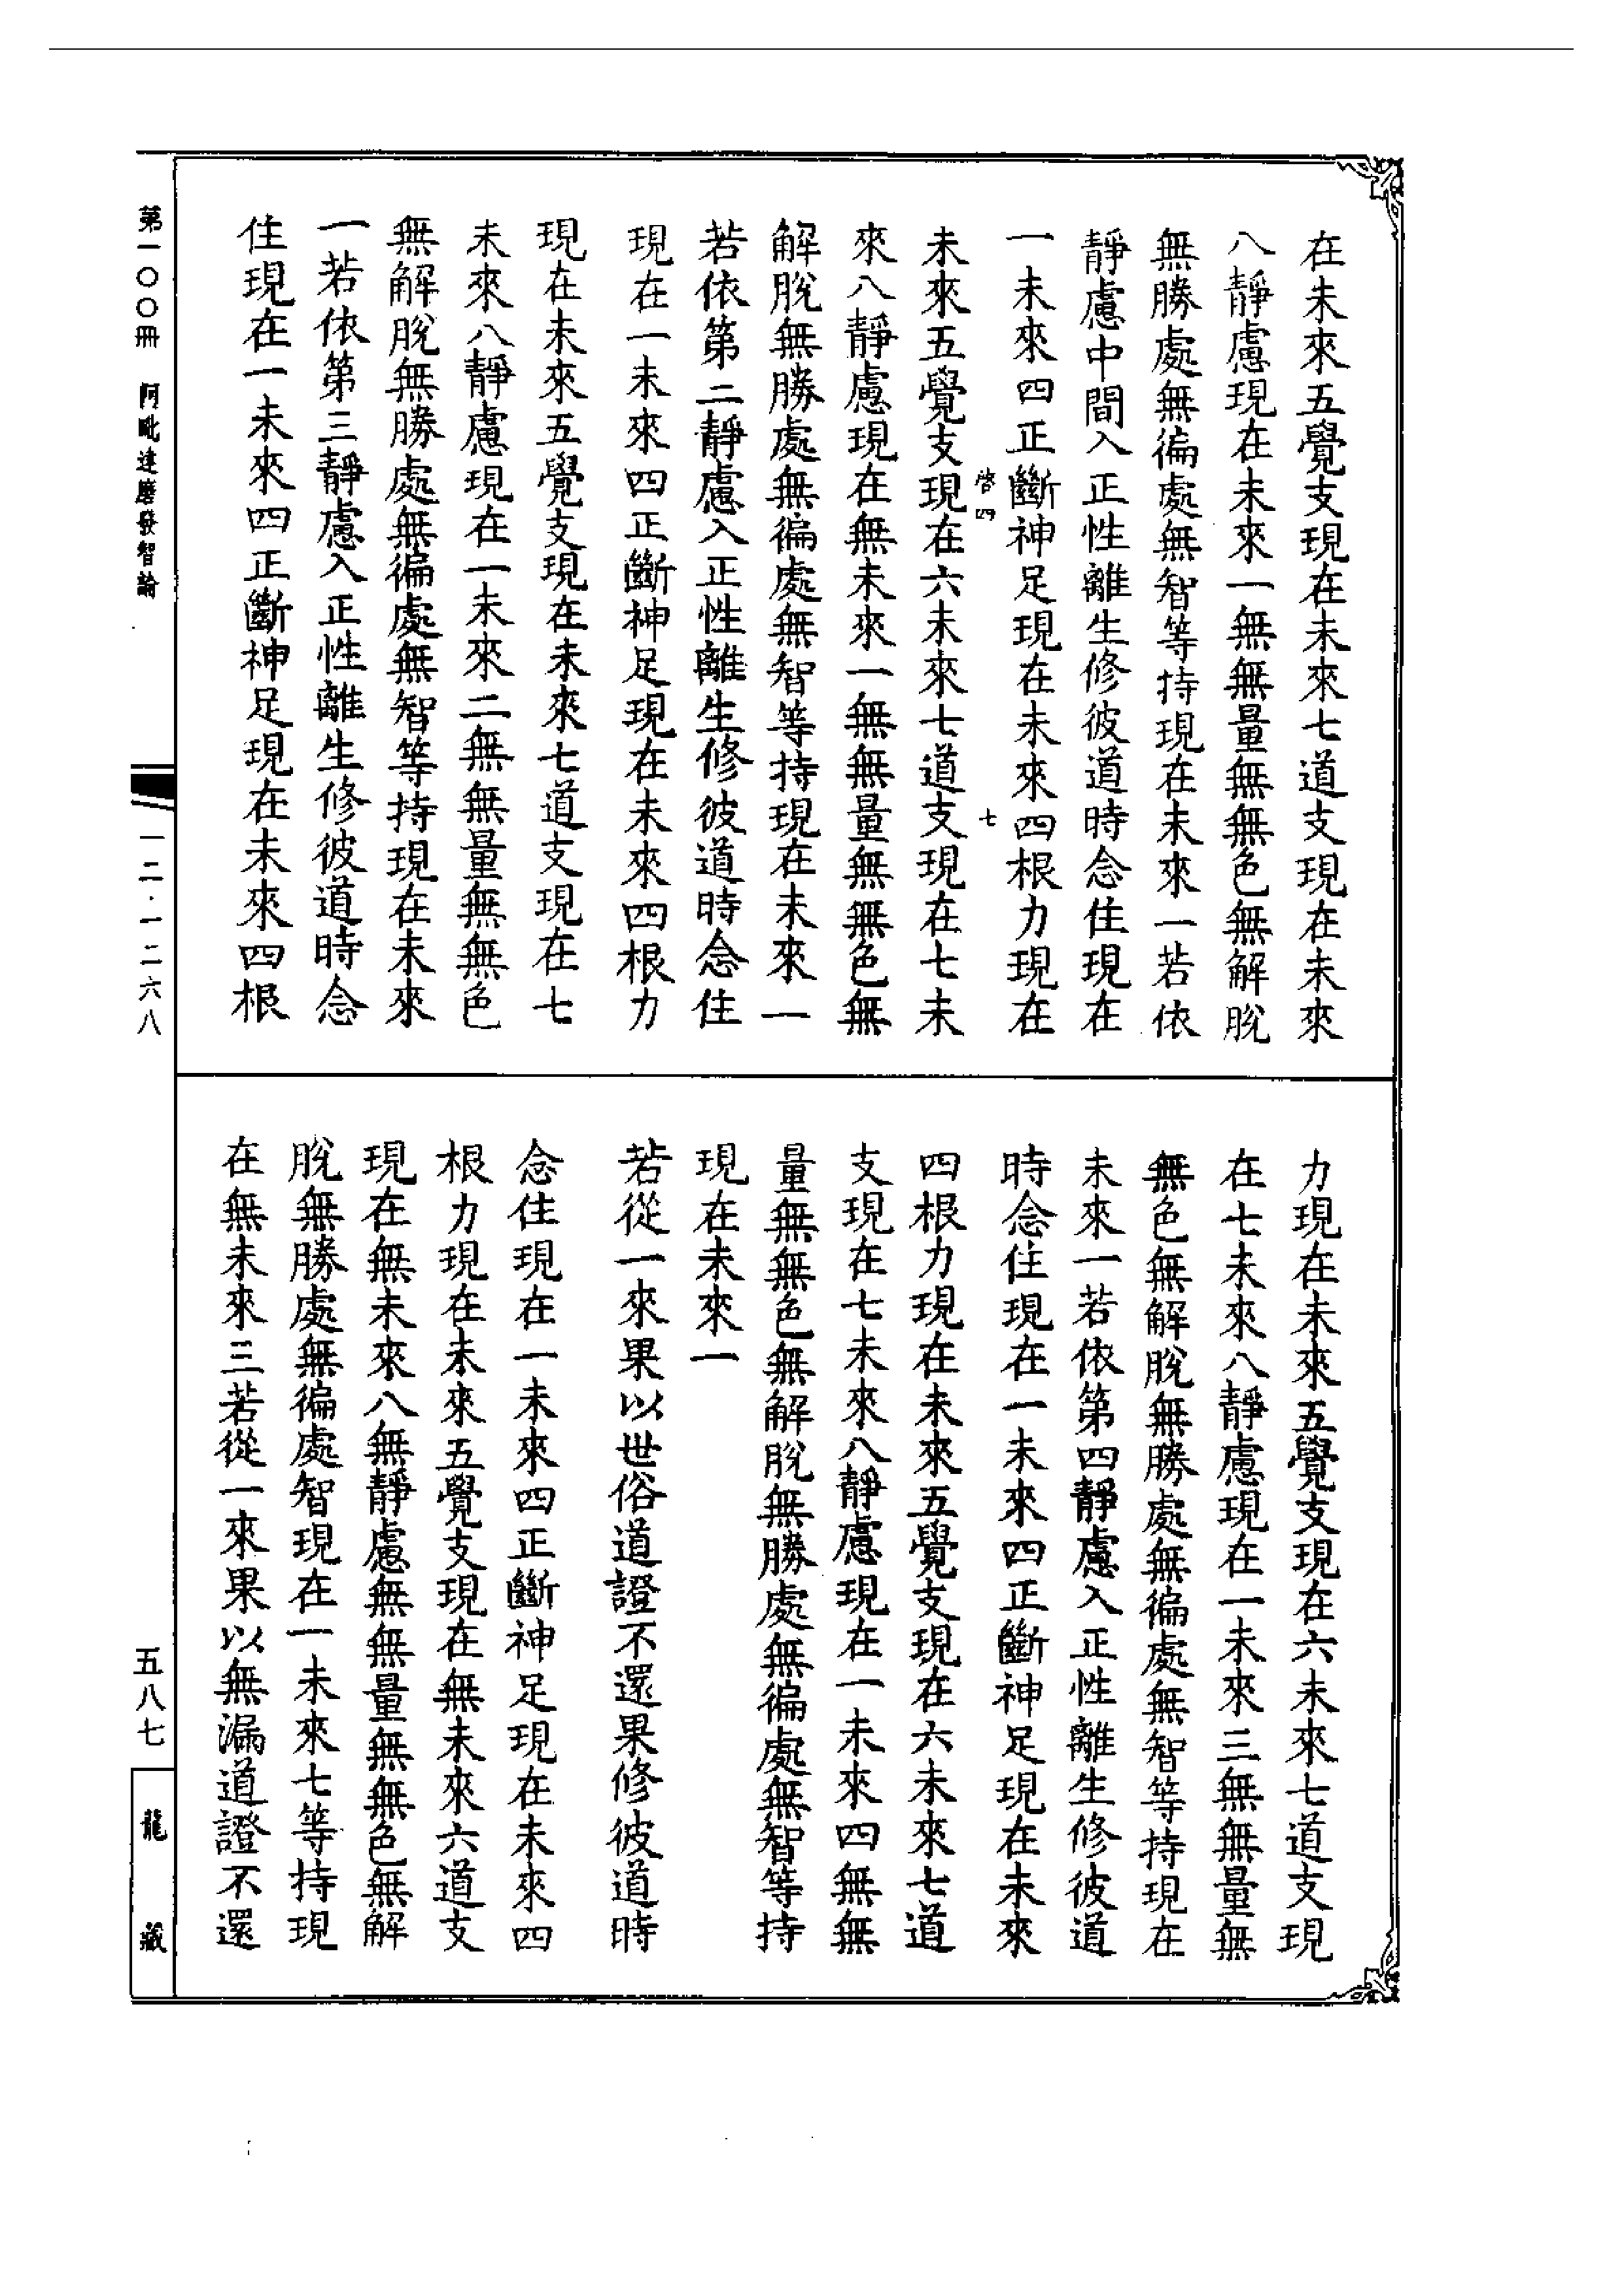 在未來五覺支現在未來七道支現在未來
八靜慮現在未來一無無量無無色無解脫
無勝處無徧處無智等持現在未來一若依
靜慮中間入正性離生修彼道時念住現在
一未來四正斷神足現在未來四根力現在
啓四 七
未來五覺支現在六未來七道支現在七未
來八靜慮現在無未來一無無量無無色無
解脫無勝處無徧處無智等持現在未來一
若依第二靜慮入正性離生修彼道時念住
現在一未來四正斷神足現在未來四根力
現在未來五覺支現在未來七道支現在七
未來八靜慮現在一未來二無無量無無色
無解脫無勝處無徧處無智等持現在未來
一若依第三靜慮入正性離生修彼道時念
住現在一未來四正斷神足現在未來四根
力現在未來五覺支現在六未來七道支現
在七未來八靜慮現在一未來三無無量無
無色無解脫無勝處無徧處無智等持現在
未來一若依第四靜慮入正性離生修彼道
時念住現在一未來四正斷神足現在未來
四根力現在未來五覺支現在六未來七道
支現在七未來八靜慮現在一未來四無無
量無無色無解脫無勝處無徧處無智等持
現在未來一
若從一來果以世俗道證不還果修彼道時
念住現在一未來四正斷神足現在未來四
根力現在未來五覺支現在無未來六道支
現在無未來八無靜慮無無量無無色無解
脫無勝處無徧處智現在一未來七等持現
在無未來三若從一來果以無漏道證不還
第一〇〇冊 阿毗達磨發智論
一二·一二六八
五八七
龍藏